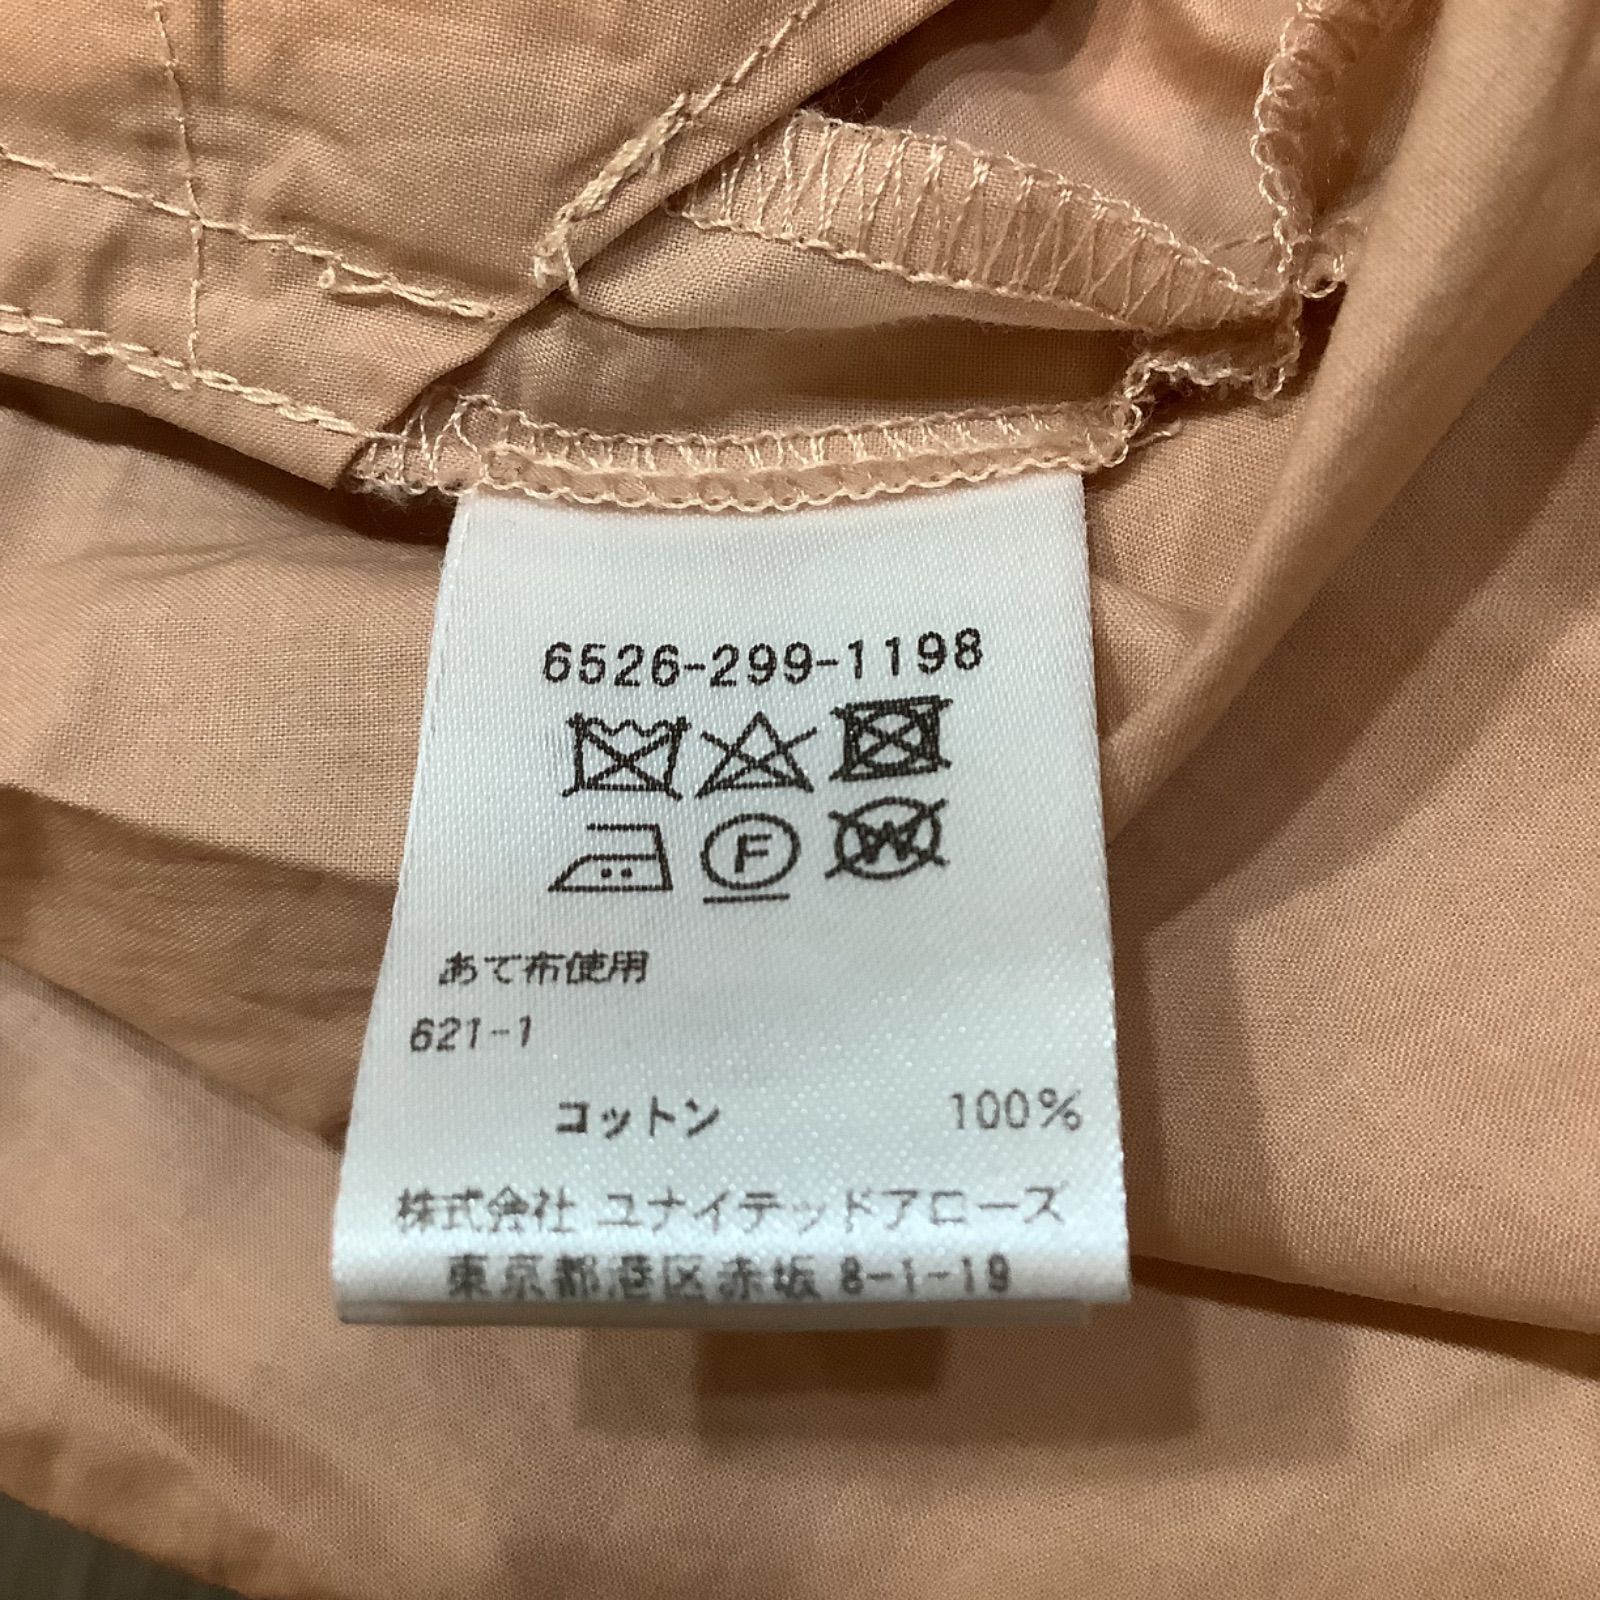 6526-299-1198
F W
あて布使用
621-1
コットン 100%
株式会社 ユナイテッドアローズ
東京都港区赤坂 8-1-19